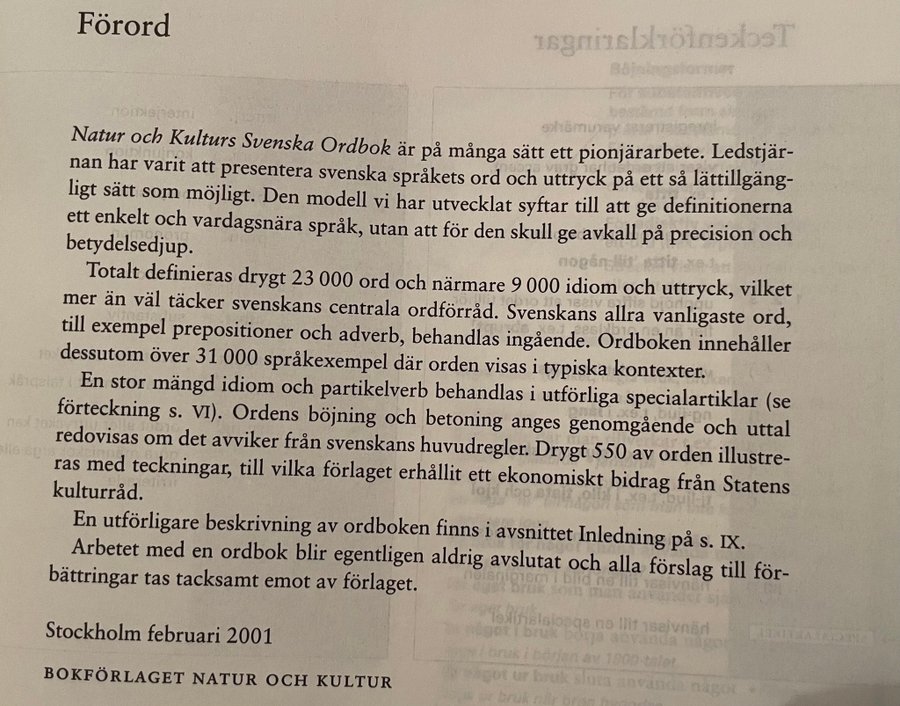 Förord
Natur och Kulturs Svenska Ordbok är på många sätt ett pionjärarbete. Ledstjär-
nan har varit att presentera svenska språkets ord och uttryck på ett så lättillgäng-
ligt sätt som möjligt. Den modell vi har utvecklat syftar till att ge definitionerna
ett enkelt och vardagsnära språk, utan att för den skull ge avkall på precision och
betydelsedjup.
Totalt definieras drygt 23 000 ord och närmare 9 000 idiom och uttryck, vilket
mer än väl täcker svenskans centrala ordförråd. Svenskans allra vanligaste ord,
till exempel prepositioner och adverb, behandlas ingående. Ordboken innehåller
dessutom över 31 000 språkexempel där orden visas i typiska kontexter.
En stor mängd idiom och partikelverb behandlas i utförliga specialartiklar (se
förteckning s. VI). Ordens böjning och betoning anges genomgående och uttal
redovisas om det avviker från svenskans huvudregler. Drygt 550 av orden illustre-
ras med teckningar, till vilka förlaget erhållit ett ekonomiskt bidrag från Statens
kulturråd.
En utförligare beskrivning av ordboken finns i avsnittet Inledning på s. IX.
Arbetet med en ordbok blir egentligen aldrig avslutat och alla förslag till för-
bättringar tas tacksamt emot av förlaget.
Stockholm februari 2001
BOKFÖRLAGET NATUR OCH KULTUR